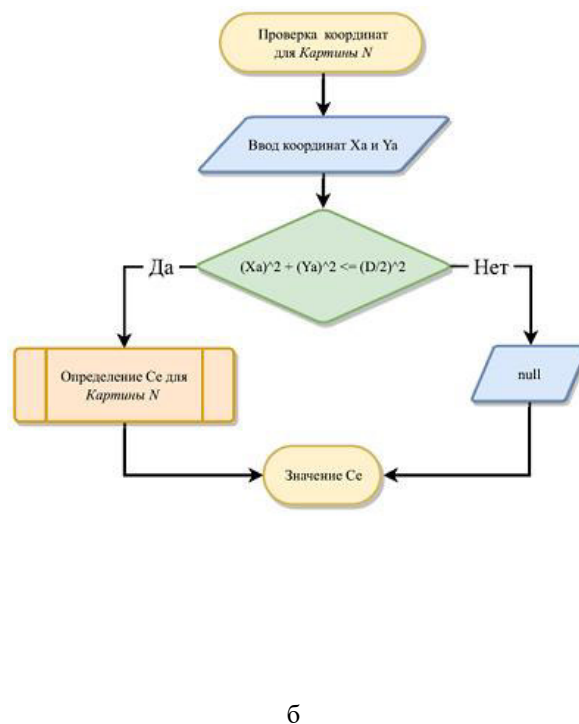 Проверка координат
для Картины N
Ввод координат Xa и Ya
(Xa)^2 + (Ya)^2 <= (D/2)^2
Да
Нет
Определение Ce для
Картины N
null
Значение Ce
б